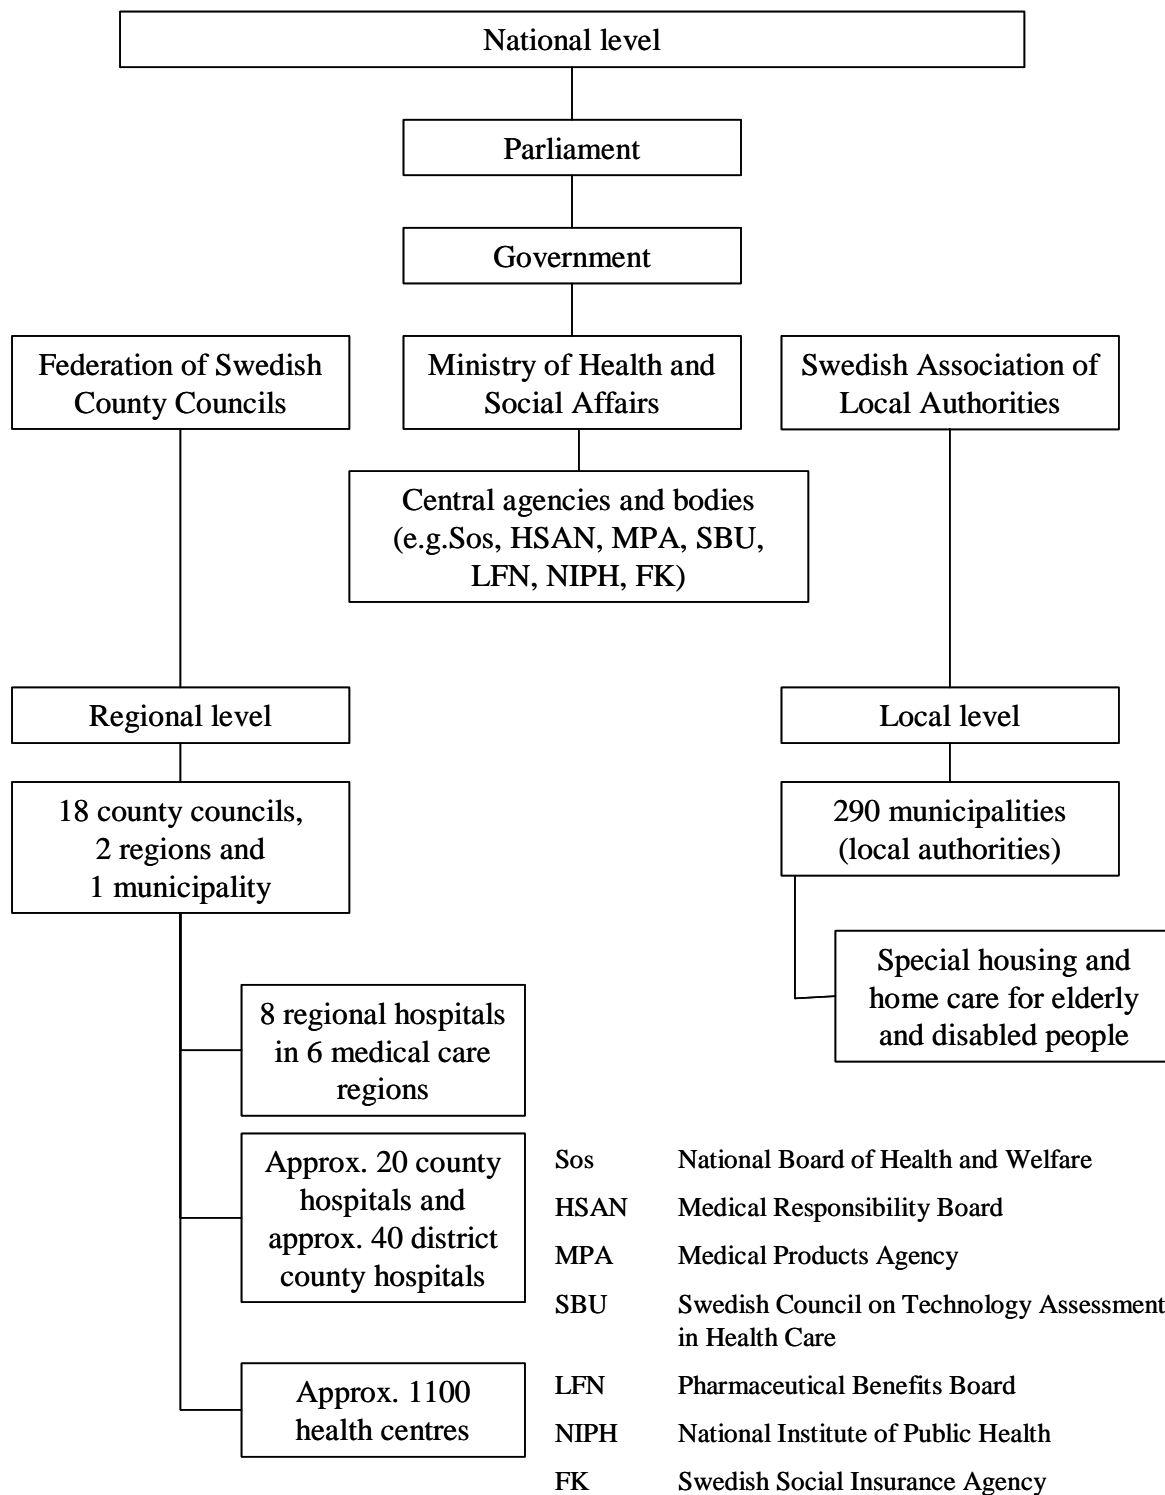 National level
Parliament
Government
Federation of Swedish
County Councils
Ministry of Health and
Social Affairs
Swedish Association of
Local Authorities
Central agencies and bodies
(e.g.Sos, HSAN, MPA, SBU,
LFN, NIPH, FK)
Regional level
Local level
18 county councils,
2 regions and
1 municipality
290 municipalities
(local authorities)
Special housing and
home care for elderly
and disabled people
8 regional hospitals
in 6 medical care
regions
Approx. 20 county
hospitals and
approx. 40 district
county hospitals
Approx. 1100
health centres
Sos National Board of Health and Welfare
HSAN Medical Responsibility Board
MPA Medical Products Agency
SBU Swedish Council on Technology Assessment
in Health Care
LFN Pharmaceutical Benefits Board
NIPH National Institute of Public Health
FK Swedish Social Insurance Agency